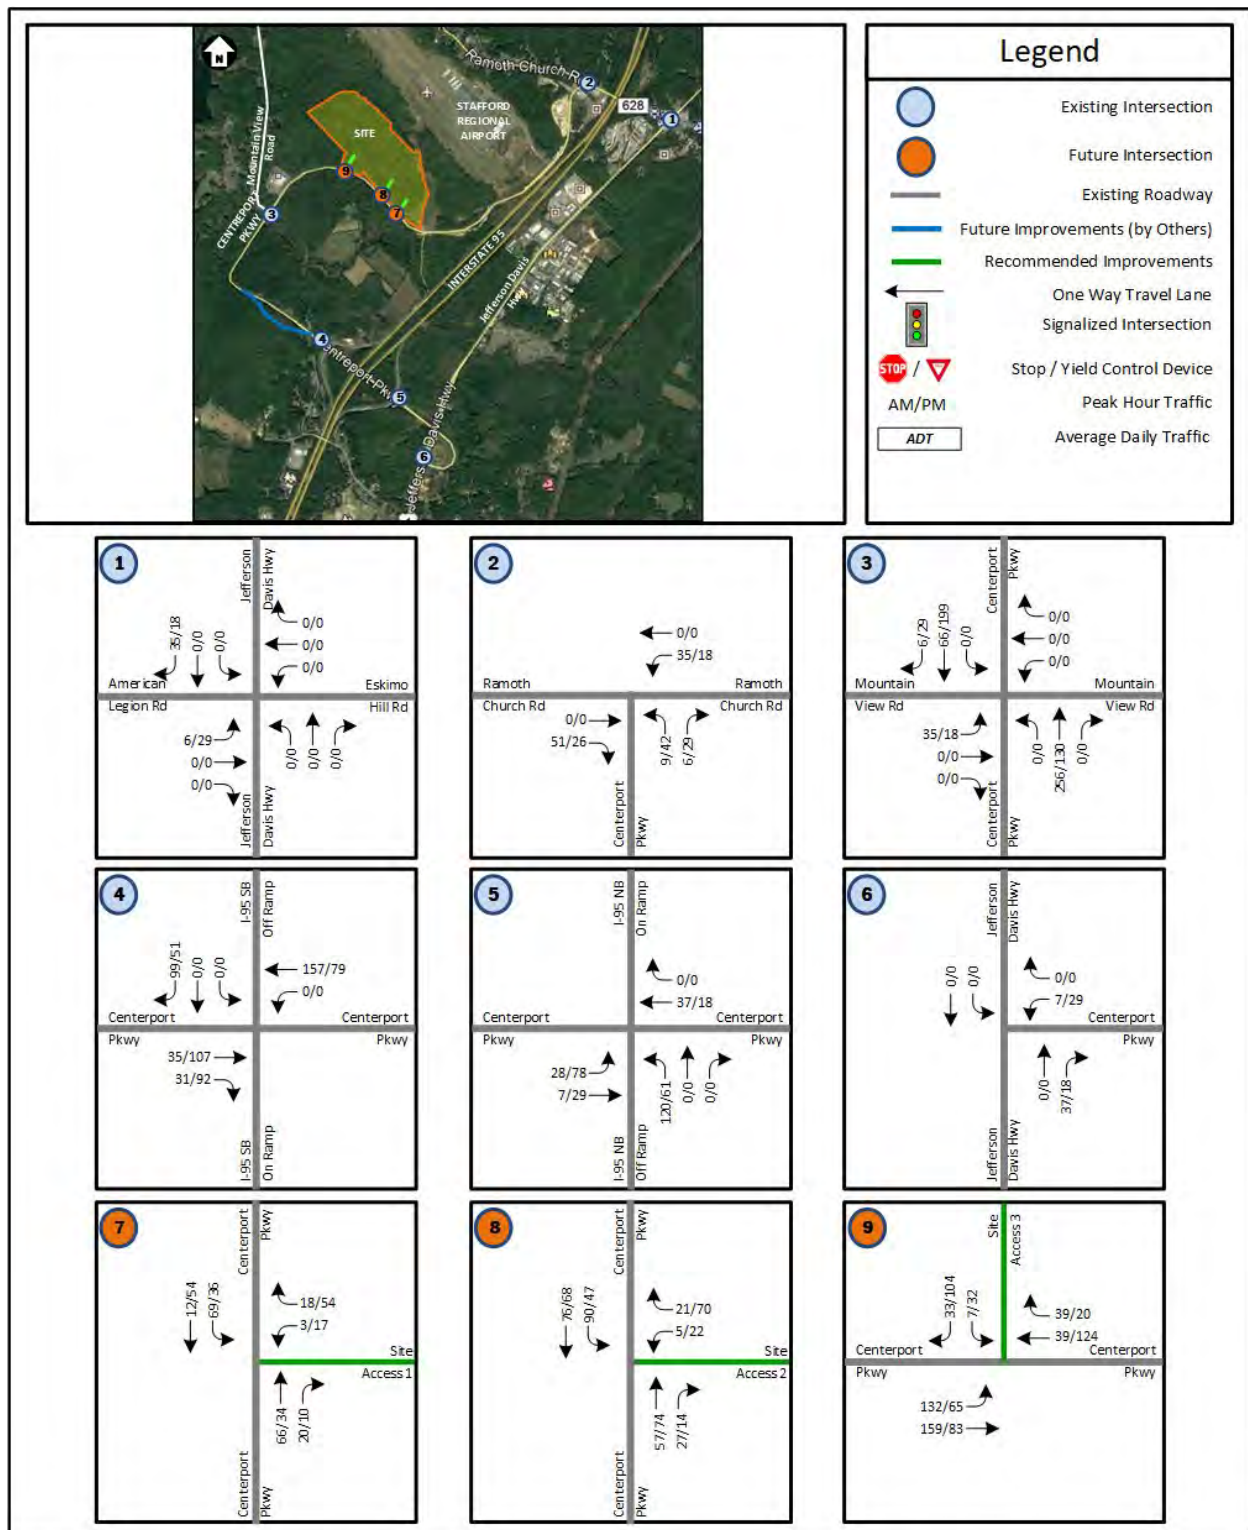 N
Ramoth Church R
2
628
1
STAFFORD
REGIONAL
AIRPORT
SITE
Mountain View
Road
9
8
7
3
CENTREPORT
PKWY
INTERSTATE 95
Jefferson Davis
Hwy
4
entreport Pkwy
5
6
Jefferson Davis Hwy
Legend
Existing Intersection
Future Intersection
Existing Roadway
Future Improvements (by Others)
Recommended Improvements
One Way Travel Lane
Signalized Intersection
STOP / Stop / Yield Control Device
AM/PM Peak Hour Traffic
ADT Average Daily Traffic
1
Jefferson
Davis Hwy
35/18
0/0
0/0
0/0
0/0
0/0
American
Legion Rd
Eskimo
Hill Rd
6/29
0/0
0/0
0/0
0/0
0/0
Jefferson
Davis Hwy
2
0/0
35/18
Ramoth
Church Rd
Ramoth
Church Rd
0/0
51/26
9/42
6/29
Centerport
Pkwy
3
Centerport
Pkwy
6/29
66/199
0/0
0/0
0/0
0/0
Mountain
View Rd
Mountain
View Rd
35/18
0/0
0/0
0/0
256/130
0/0
Centerport
Pkwy
4
I-95 SB
Off Ramp
99/51
0/0
0/0
157/79
0/0
Centerport
Pkwy
Centerport
Pkwy
35/107
31/92
I-95 SB
On Ramp
5
I-95 NB
On Ramp
0/0
37/18
Centerport
Pkwy
Centerport
Pkwy
28/78
7/29
120/61
0/0
0/0
I-95 NB
Off Ramp
6
Jefferson
Davis Hwy
0/0
0/0
0/0
7/29
Centerport
Pkwy
0/0
37/18
Jefferson
Davis Hwy
7
Centerport
Pkwy
12/54
69/36
18/54
3/17
Site
Access 1
66/34
20/10
Centerport
Pkwy
8
Centerport
Pkwy
76/68
90/47
21/70
5/22
Site
Access 2
57/74
27/14
Centerport
Pkwy
9
Site
Access 3
33/104
7/32
39/20
39/124
Centerport
Pkwy
Centerport
Pkwy
132/65
159/83